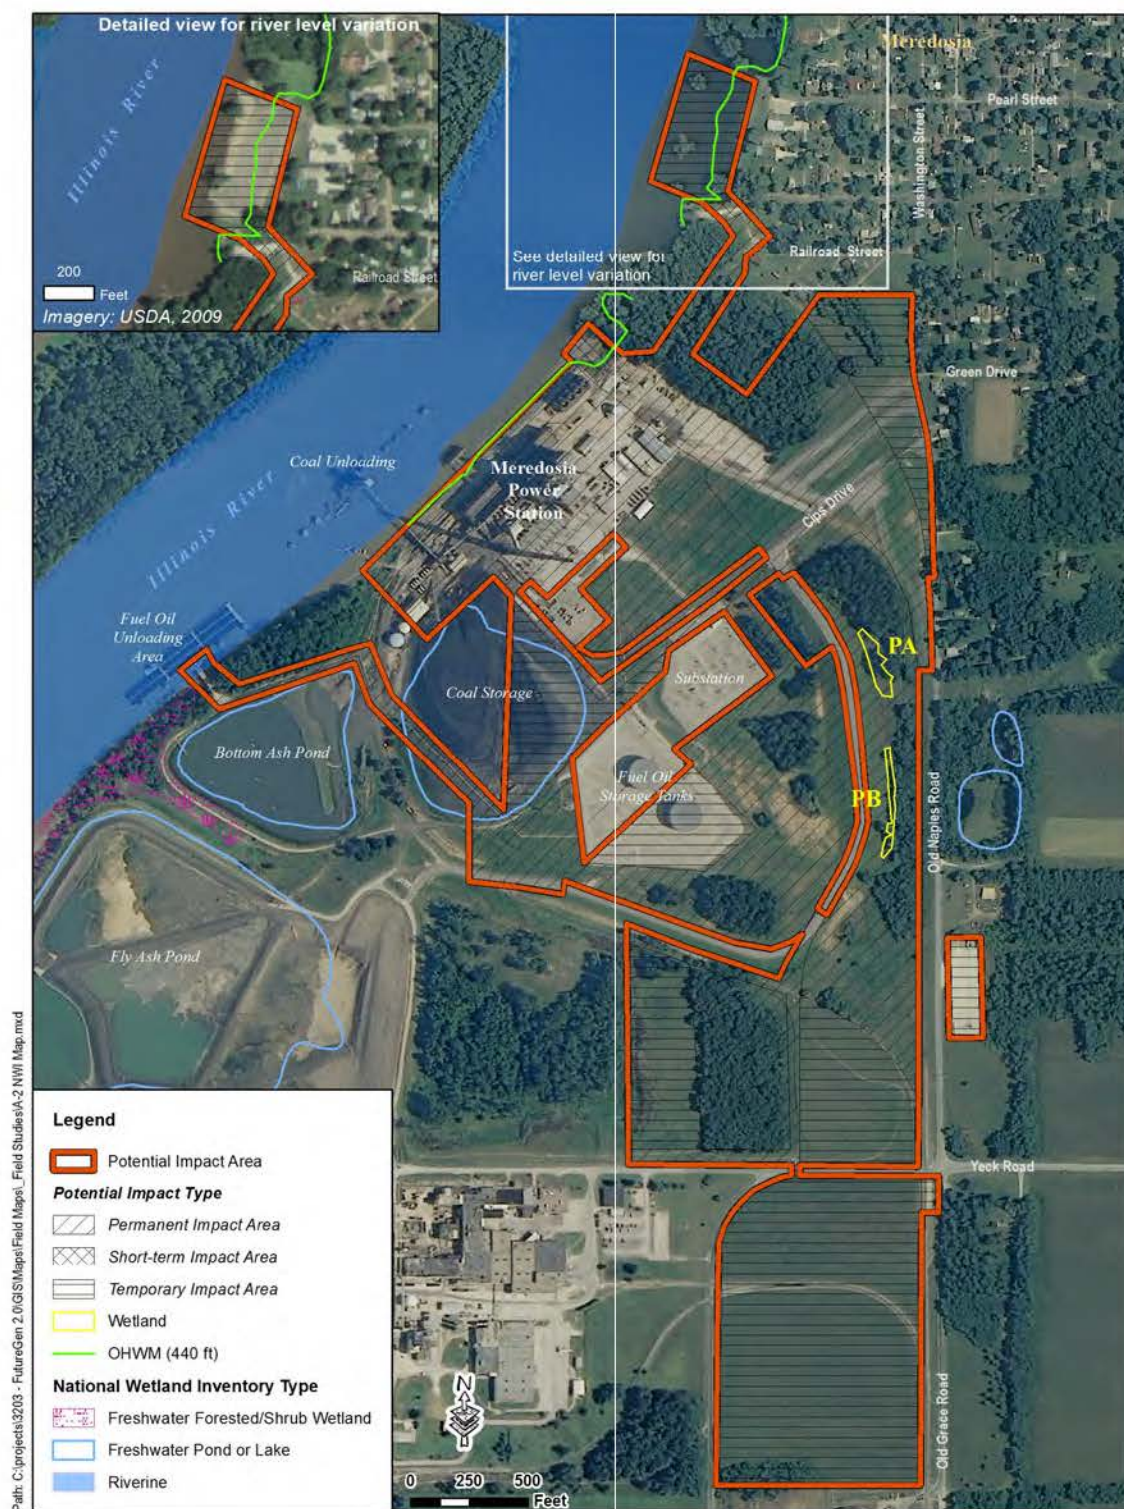 Detailed view for river level variation
Illinois River
Railroad Street
200
Feet
Imagery: USDA, 2009
Meredosia
Pearl Street
Washington Street
Railroad Street
See detailed view for
river level variation
Green Drive
Coal Unloading
Meredosia
Power
Station
Cips Drive
Illinois River
Fuel Oil
Unloading
Area
PA
Substation
Coal Storage
Bottom Ash Pond
Fuel Oil
Storage Tanks
PB
Old Naples Road
Fly Ash Pond
Yeck Road
Old Grace Road
Legend
Potential Impact Area
Potential Impact Type
Permanent Impact Area
Short-term Impact Area
Temporary Impact Area
Wetland
OHWM (440 ft)
National Wetland Inventory Type
Freshwater Forested/Shrub Wetland
Freshwater Pond or Lake
Riverine
N
0 250 500
Feet
Path: C:\projects\3203 - FutureGen 2.0\GIS\Maps\Field Maps\_Field Studies\A-2 NWI Map.mxd